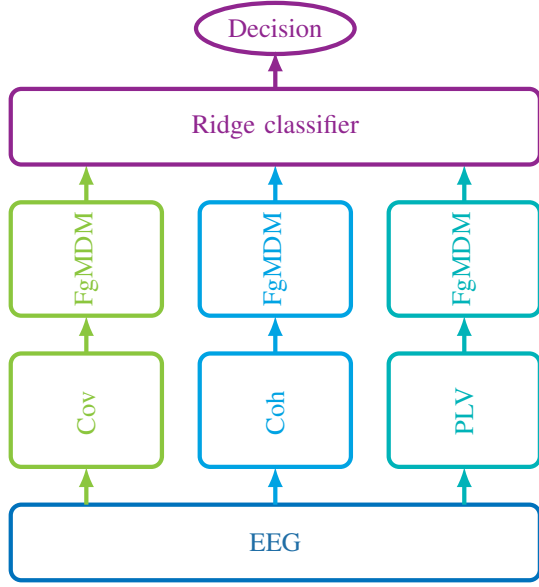 Decision
Ridge classifier
FgMDM
FgMDM
FgMDM
Cov
Coh
PLV
EEG